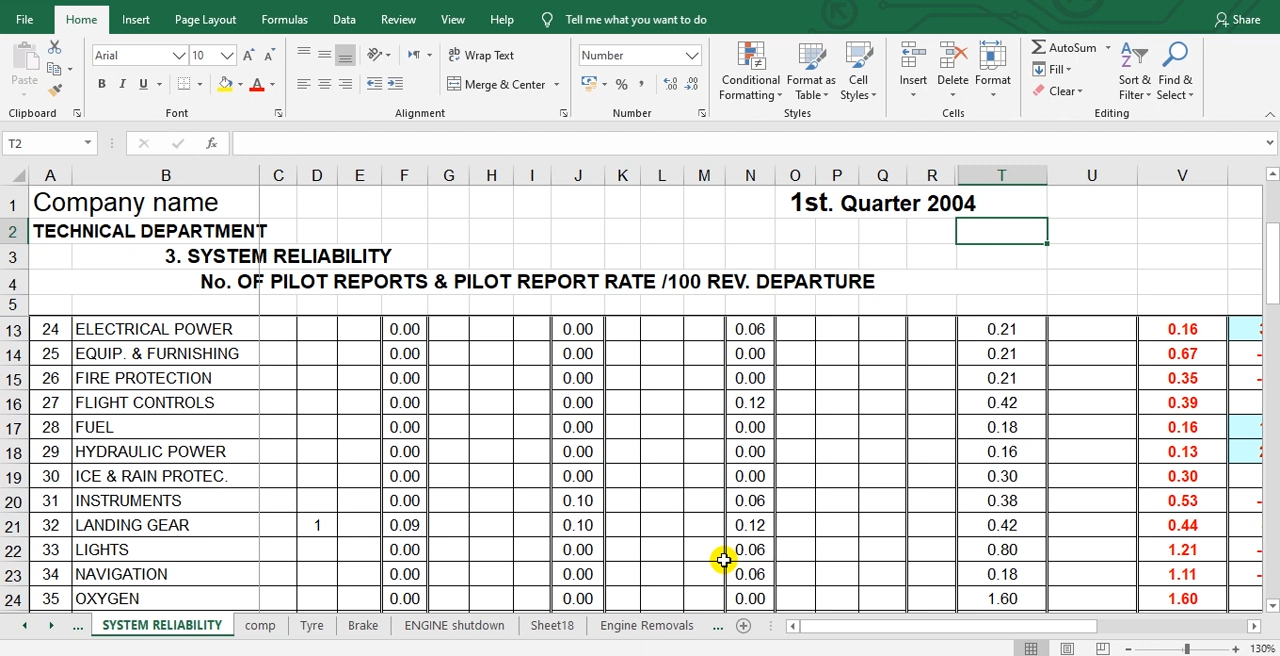 File Home Insert Page Layout Formulas Data Review View Help Tell me what you want to do Share
Paste Arial 10 Wrap Text Number AutoSum
B I U Merge & Center Conditional Formatting Format as Table Cell Styles Insert Delete Format Fill Clear Sort & Filter Find & Select
Clipboard Font Alignment Number Styles Cells Editing
T2 fx
A B C D E F G H I J K L M N O P Q R T U V
1 Company name 1st. Quarter 2004
2 TECHNICAL DEPARTMENT
3 3. SYSTEM RELIABILITY
4 No. OF PILOT REPORTS & PILOT REPORT RATE /100 REV. DEPARTURE
5
13 24 ELECTRICAL POWER 0.00 0.00 0.06 0.21 0.16
14 25 EQUIP. & FURNISHING 0.00 0.00 0.00 0.21 0.67
15 26 FIRE PROTECTION 0.00 0.00 0.00 0.21 0.35
16 27 FLIGHT CONTROLS 0.00 0.00 0.12 0.42 0.39
17 28 FUEL 0.00 0.00 0.00 0.18 0.16
18 29 HYDRAULIC POWER 0.00 0.00 0.00 0.16 0.13
19 30 ICE & RAIN PROTEC. 0.00 0.00 0.00 0.30 0.30
20 31 INSTRUMENTS 0.00 0.10 0.06 0.38 0.53
21 32 LANDING GEAR 1 0.09 0.10 0.12 0.42 0.44
22 33 LIGHTS 0.00 0.00 0.06 0.80 1.21
23 34 NAVIGATION 0.00 0.00 0.06 0.18 1.11
24 35 OXYGEN 0.00 0.00 0.00 1.60 1.60
... SYSTEM RELIABILITY comp Tyre Brake ENGINE shutdown Sheet18 Engine Removals ...
130%